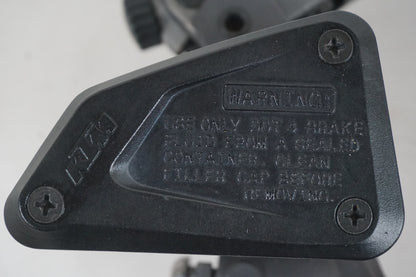 WARNING
USE ONLY DOT 4 BRAKE
FLUID FROM A SEALED
CONTAINER. CLEAN
FILLER CAP BEFORE
REMOVING.
KTM